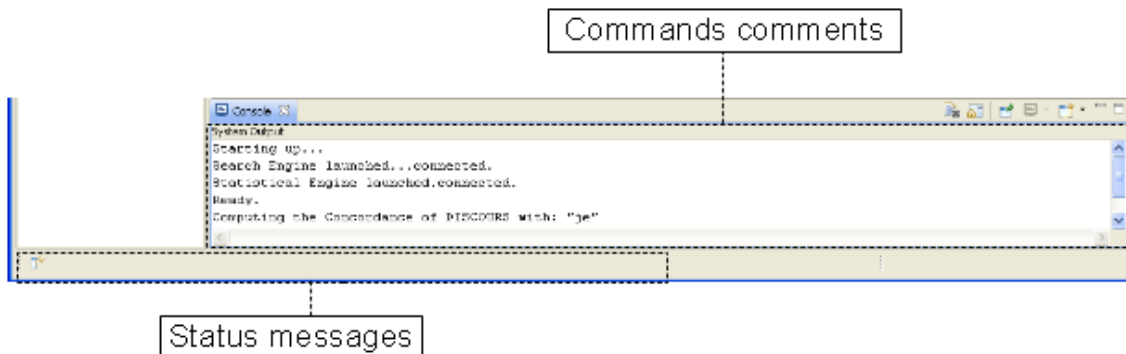 Commands comments
Console
System Output
Starting up...
Search Engine launched...connected.
Statistical Engine launched.connected.
Ready.
Computing the Concordance of DISCOURS with: "je"
Status messages